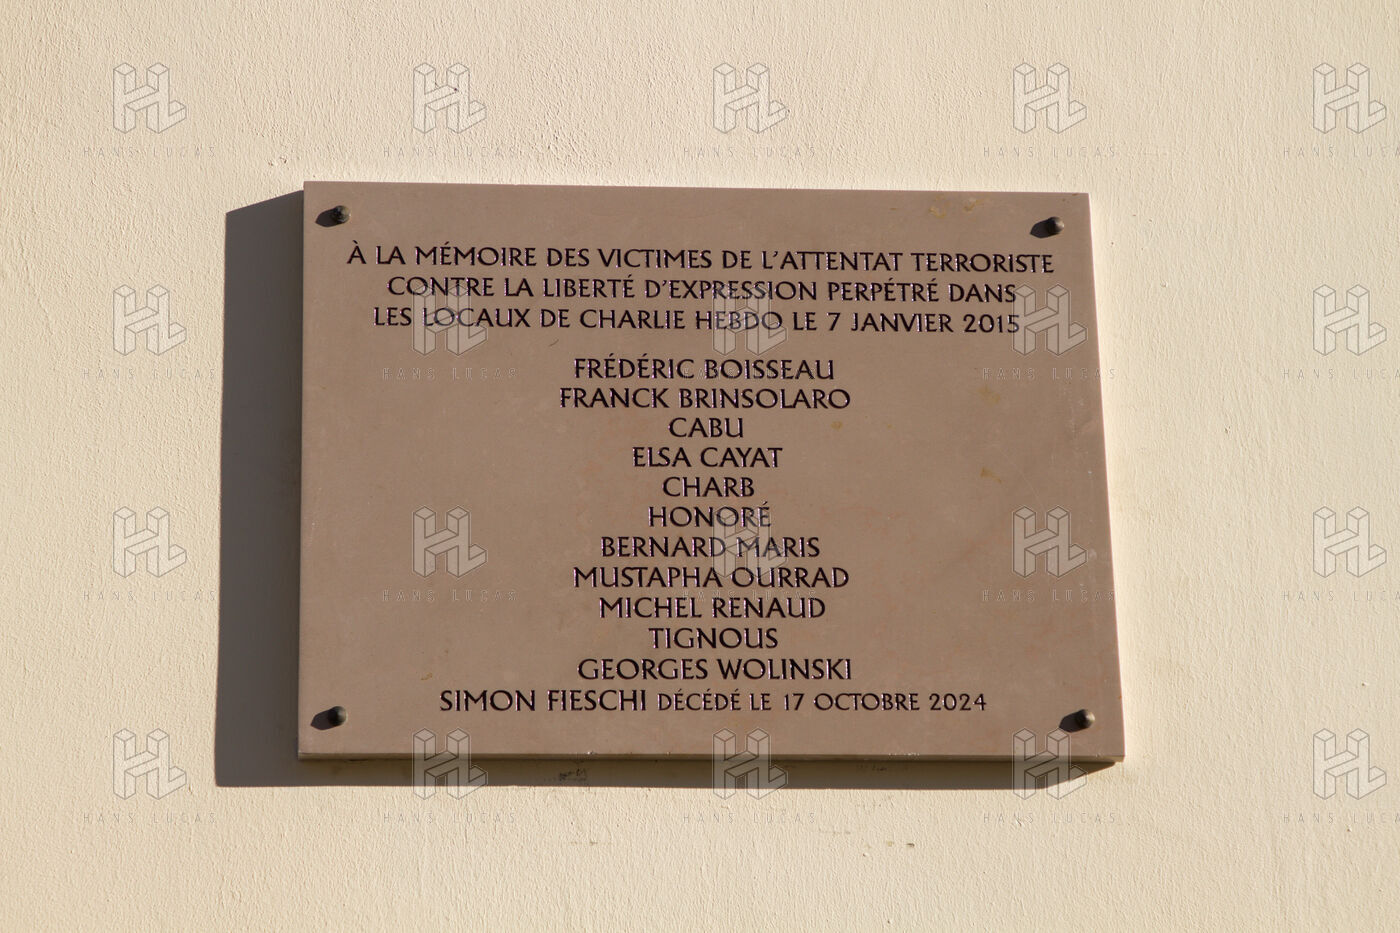 À LA MÉMOIRE DES VICTIMES DE L'ATTENTAT TERRORISTE
CONTRE LA LIBERTÉ D'EXPRESSION PERPÉTRÉ DANS
LES LOCAUX DE CHARLIE HEBDO LE 7 JANVIER 2015
FRÉDÉRIC BOISSEAU
FRANCK BRINSOLARO
CABU
ELSA CAYAT
CHARB
HONORÉ
BERNARD MARIS
MUSTAPHA OURRAD
MICHEL RENAUD
TIGNOUS
GEORGES WOLINSKI
SIMON FIESCHI DÉCÉDÉ LE 17 OCTOBRE 2024
HANS LUCAS